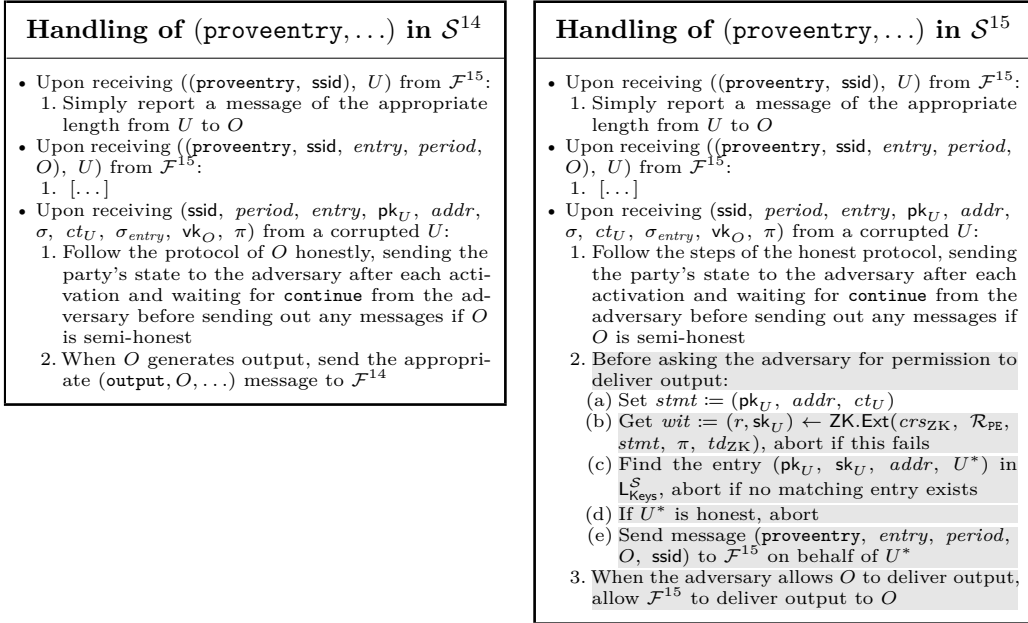 Handling of (proveentry, ...) in S^14
• Upon receiving ((proveentry, ssid), U) from F^15:
1. Simply report a message of the appropriate
length from U to O
• Upon receiving ((proveentry, ssid, entry, period,
O), U) from F^15:
1. [...]
• Upon receiving (ssid, period, entry, pk_U, addr,
σ, ct_U, σ_entry, vk_O, π) from a corrupted U:
1. Follow the protocol of O honestly, sending the
party's state to the adversary after each acti-
vation and waiting for continue from the ad-
versary before sending out any messages if O
is semi-honest
2. When O generates output, send the appropri-
ate (output, O, ...) message to F^14
Handling of (proveentry, ...) in S^15
• Upon receiving ((proveentry, ssid), U) from F^15:
1. Simply report a message of the appropriate
length from U to O
• Upon receiving ((proveentry, ssid, entry, period,
O), U) from F^15:
1. [...]
• Upon receiving (ssid, period, entry, pk_U, addr,
σ, ct_U, σ_entry, vk_O, π) from a corrupted U:
1. Follow the steps of the honest protocol, sending
the party's state to the adversary after each
activation and waiting for continue from the
adversary before sending out any messages if
O is semi-honest
2. Before asking the adversary for permission to
deliver output:
(a) Set stmt := (pk_U, addr, ct_U)
(b) Get wit := (r, sk_U) ← ZK.Ext(crs_ZK, R_PE,
stmt, π, td_ZK), abort if this fails
(c) Find the entry (pk_U, sk_U, addr, U*) in
L^S_Keys, abort if no matching entry exists
(d) If U* is honest, abort
(e) Send message (proveentry, entry, period,
O, ssid) to F^15 on behalf of U*
3. When the adversary allows O to deliver output,
allow F^15 to deliver output to O